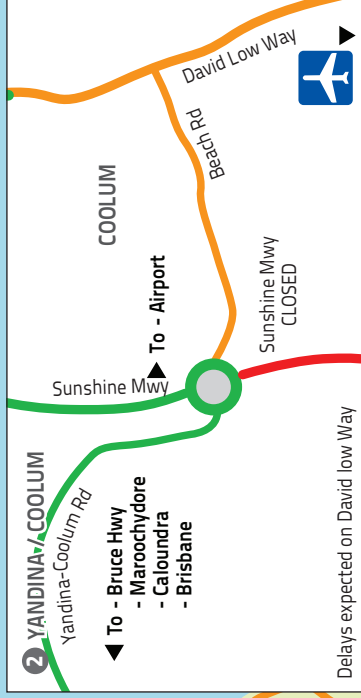 2 YANDINA / COOLUM
Yandina-Coolum Rd
To - Bruce Hwy
- Maroochydore
- Caloundra
- Brisbane
Sunshine Mwy
To - Airport
COOLUM
David Low Way
Beach Rd
Sunshine Mwy
CLOSED
Delays expected on David low Way